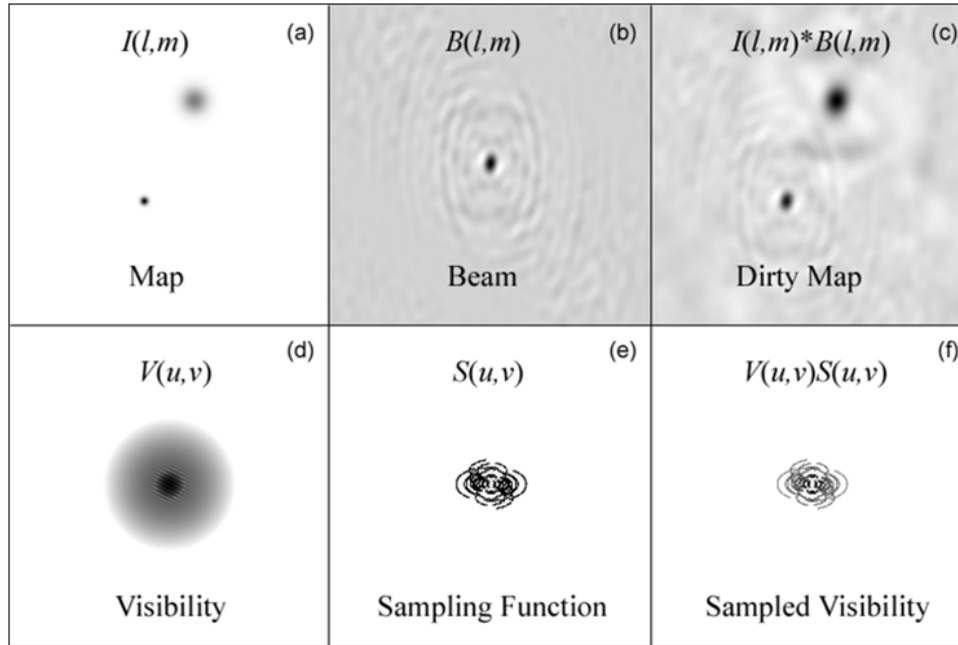 I(l,m)
(a)
Map
B(l,m)
(b)
Beam
I(l,m)*B(l,m)
(c)
Dirty Map
V(u,v)
(d)
Visibility
S(u,v)
(e)
Sampling Function
V(u,v)S(u,v)
(f)
Sampled Visibility